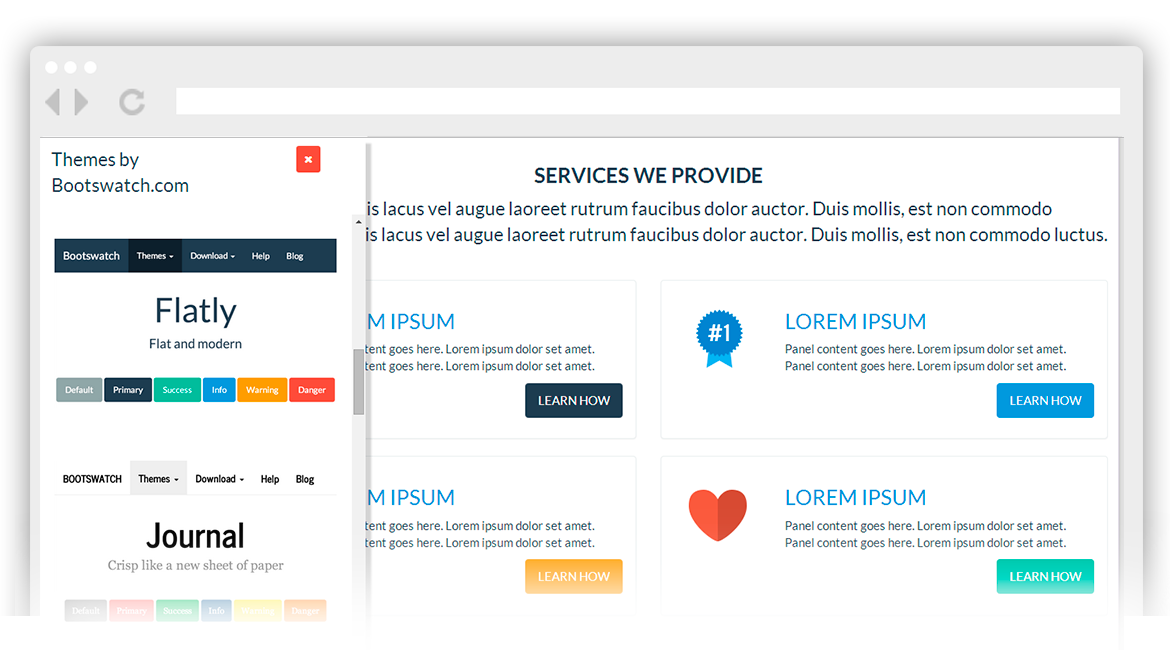 Themes by
Bootswatch.com
Bootswatch Themes Download Help Blog
Flatly
Flat and modern
Default Primary Success Info Warning Danger
BOOTSWATCH Themes Download Help Blog
Journal
Crisp like a new sheet of paper
Default Primary Success Info Warning Danger
SERVICES WE PROVIDE
is lacus vel augue laoreet rutrum faucibus dolor auctor. Duis mollis, est non commodo
is lacus vel augue laoreet rutrum faucibus dolor auctor. Duis mollis, est non commodo luctus.
M IPSUM
tent goes here. Lorem ipsum dolor set amet.
tent goes here. Lorem ipsum dolor set amet.
LEARN HOW
#1
LOREM IPSUM
Panel content goes here. Lorem ipsum dolor set amet.
Panel content goes here. Lorem ipsum dolor set amet.
LEARN HOW
M IPSUM
tent goes here. Lorem ipsum dolor set amet.
tent goes here. Lorem ipsum dolor set amet.
LEARN HOW
LOREM IPSUM
Panel content goes here. Lorem ipsum dolor set amet.
Panel content goes here. Lorem ipsum dolor set amet.
LEARN HOW